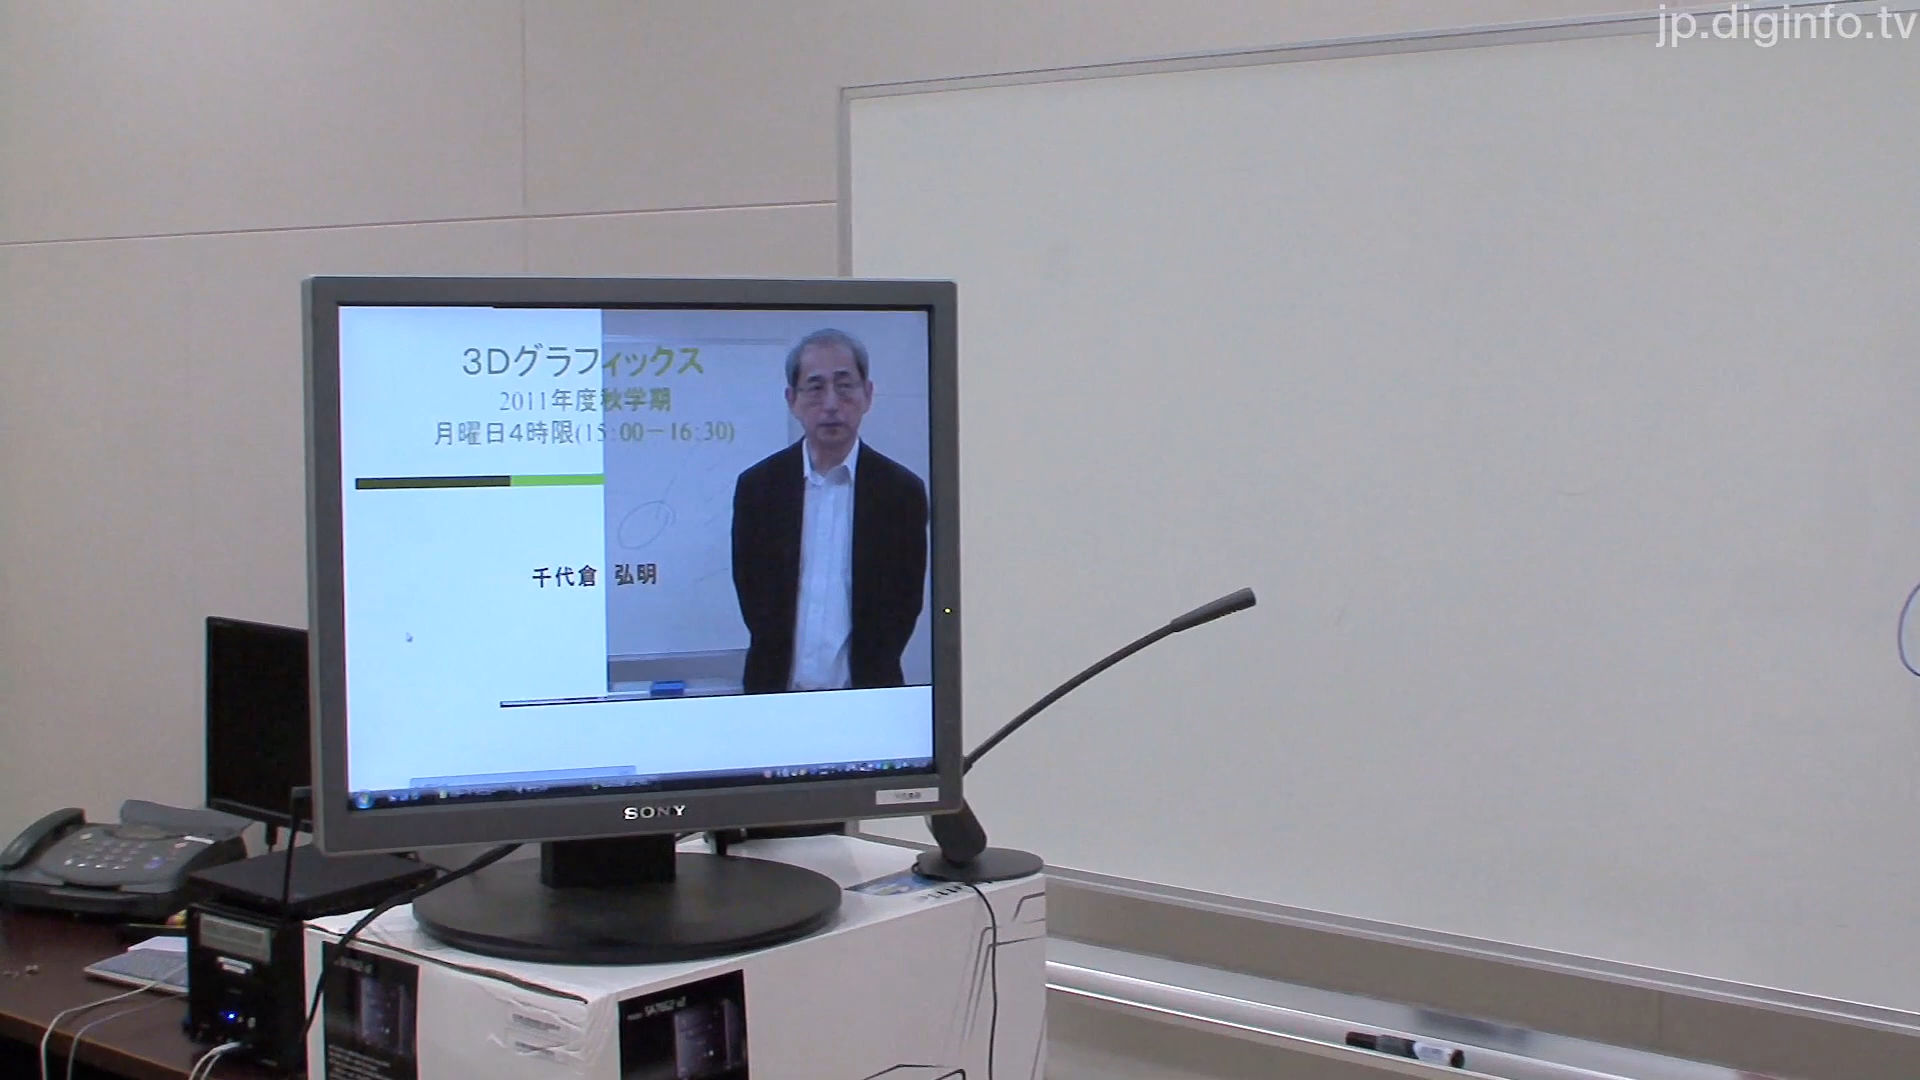 jp.diginfo.tv
3Dグラフィックス
2011年度秋学期
月曜日4時限(15:00－16:30)
千代倉 弘明
SONY